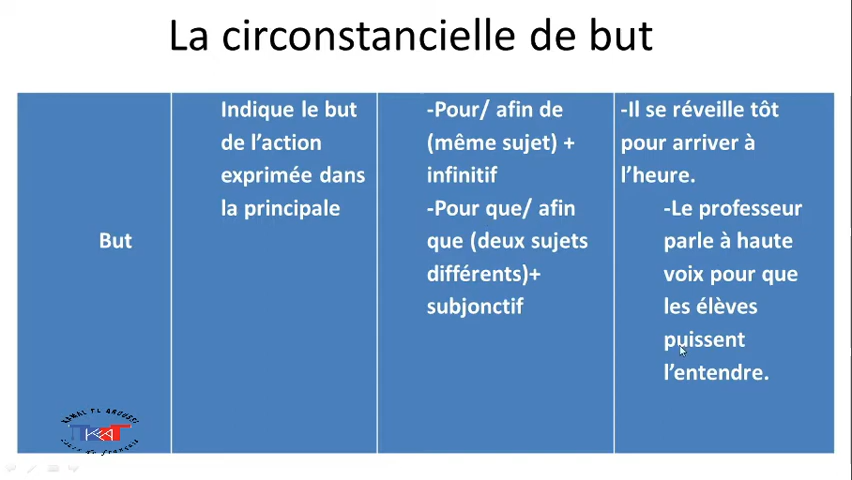 La circonstancielle de but
But
Indique le but
de l’action
exprimée dans
la principale
-Pour/ afin de
(même sujet) +
infinitif
-Pour que/ afin
que (deux sujets
différents)+
subjonctif
-Il se réveille tôt
pour arriver à
l’heure.
-Le professeur
parle à haute
voix pour que
les élèves
puissent
l’entendre.